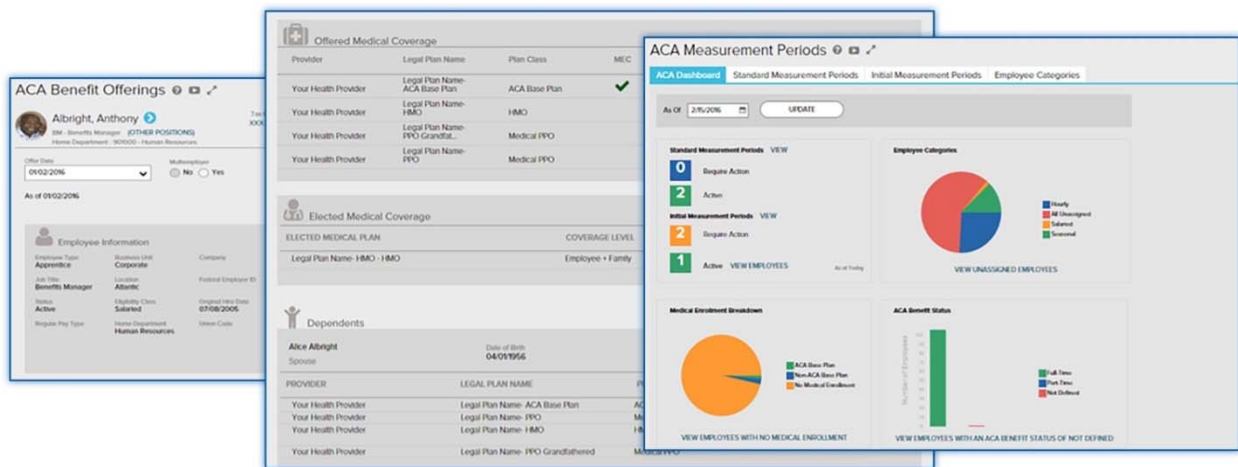 ACA Benefit Offerings
Albright, Anthony
BM - Benefits Manager (OTHER POSITIONS)
Home Department : 901000 - Human Resources
Tax
XXX
Offer Date
01/02/2016
Multiemployer
No Yes
As of 01/02/2016
Employee Information
Employee Type Business Unit Company
Apprentice Corporate
Job Title Location Federal Employer ID
Benefits Manager Atlantic
Status Eligibility Class Original Hire Date
Active Salaried 07/08/2005
Regular Pay Type Home Department Union Code
Human Resources
Offered Medical Coverage
Provider Legal Plan Name Plan Class MEC
Your Health Provider Legal Plan Name- ACA Base Plan ACA Base Plan
Your Health Provider Legal Plan Name- HMO HMO
Your Health Provider Legal Plan Name- PPO Grandfat... Medical PPO
Your Health Provider Legal Plan Name- PPO Medical PPO
Elected Medical Coverage
ELECTED MEDICAL PLAN COVERAGE LEVEL
Legal Plan Name- HMO - HMO Employee + Family
Dependents
Alice Albright Date of Birth
Spouse 04/01/1956
PROVIDER LEGAL PLAN NAME
Your Health Provider Legal Plan Name- ACA Base Plan
Your Health Provider Legal Plan Name- PPO
Your Health Provider Legal Plan Name- HMO
Your Health Provider Legal Plan Name- PPO Grandfathered Medical PPO
ACA Measurement Periods
ACA Dashboard Standard Measurement Periods Initial Measurement Periods Employee Categories
As Of 2/15/2016 UPDATE
Standard Measurement Periods VIEW
0 Require Action
2 Active
Initial Measurement Periods VIEW
2 Require Action
1 Active VIEW EMPLOYEES As of Today
Employee Categories
Hourly
All Unassigned
Salaried
Seasonal
VIEW UNASSIGNED EMPLOYEES
Medical Enrollment Breakdown
ACA Base Plan
Non-ACA Base Plan
No Medical Enrollment
VIEW EMPLOYEES WITH NO MEDICAL ENROLLMENT
ACA Benefit Status
Number of Employees
Full-Time
Part-Time
Not Defined
VIEW EMPLOYEES WITH AN ACA BENEFIT STATUS OF NOT DEFINED